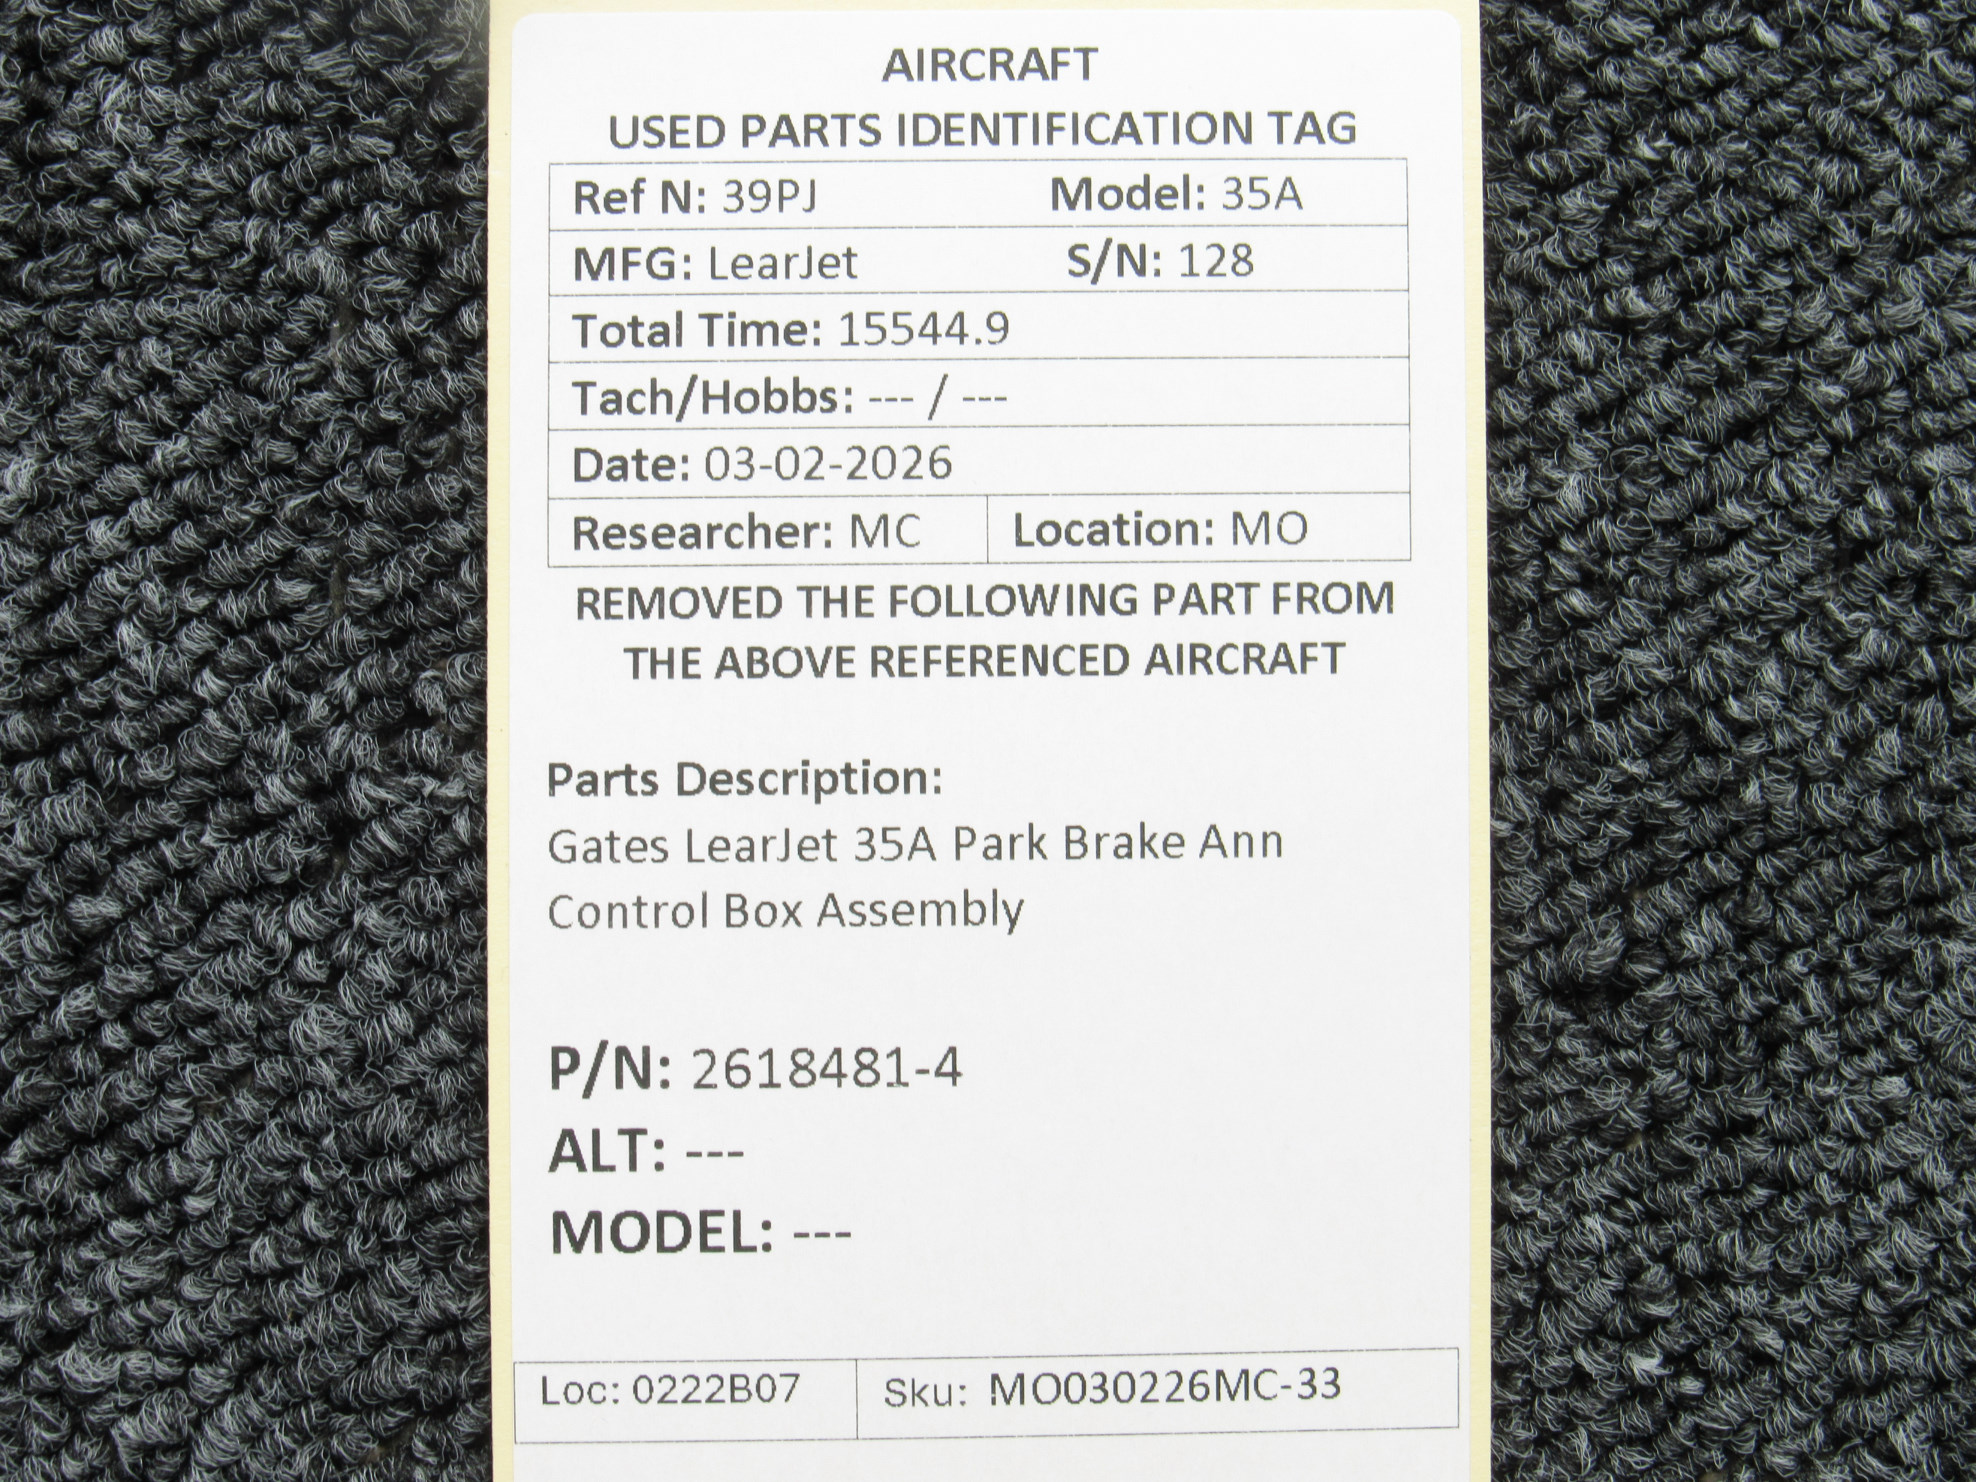 AIRCRAFT
USED PARTS IDENTIFICATION TAG
Ref N: 39PJ Model: 35A
MFG: LearJet S/N: 128
Total Time: 15544.9
Tach/Hobbs: --- / ---
Date: 03-02-2026
Researcher: MC Location: MO
REMOVED THE FOLLOWING PART FROM
THE ABOVE REFERENCED AIRCRAFT
Parts Description:
Gates LearJet 35A Park Brake Ann
Control Box Assembly
P/N: 2618481-4
ALT: ---
MODEL: ---
Loc: 0222B07 Sku: MO030226MC-33